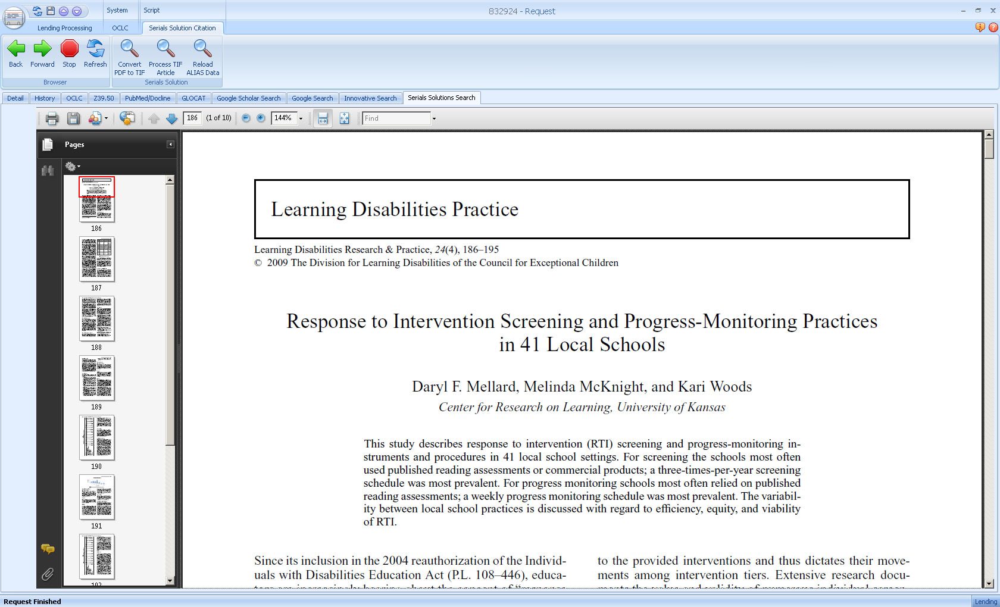 System
Script
832924 - Request
Lending Processing
OCLC
Serials Solution Citation
Back
Forward
Stop
Refresh
Convert PDF to TIF
Process TIF Article
Reload ALIAS Data
Browser
Serials Solution
Detail
History
OCLC
Z39.50
PubMed/Docline
GLOCAT
Google Scholar Search
Google Search
Innovative Search
Serials Solutions Search
186
(1 of 10)
144%
Find
Pages
186
187
188
189
190
191
192
Learning Disabilities Practice
Learning Disabilities Research & Practice, 24(4), 186–195
© 2009 The Division for Learning Disabilities of the Council for Exceptional Children
Response to Intervention Screening and Progress-Monitoring Practices
in 41 Local Schools
Daryl F. Mellard, Melinda McKnight, and Kari Woods
Center for Research on Learning, University of Kansas
This study describes response to intervention (RTI) screening and progress-monitoring in-
struments and procedures in 41 local school settings. For screening the schools most often
used published reading assessments or commercial products; a three-times-per-year screening
schedule was most prevalent. For progress monitoring schools most often relied on published
reading assessments; a weekly progress monitoring schedule was most prevalent. The variabil-
ity between local school practices is discussed with regard to efficiency, equity, and viability
of RTI.
Since its inclusion in the 2004 reauthorization of the Individ-
uals with Disabilities Education Act (P.L. 108–446), educa-
to the provided interventions and thus dictates their move-
ments among intervention tiers. Extensive research docu-
Request Finished
Lending